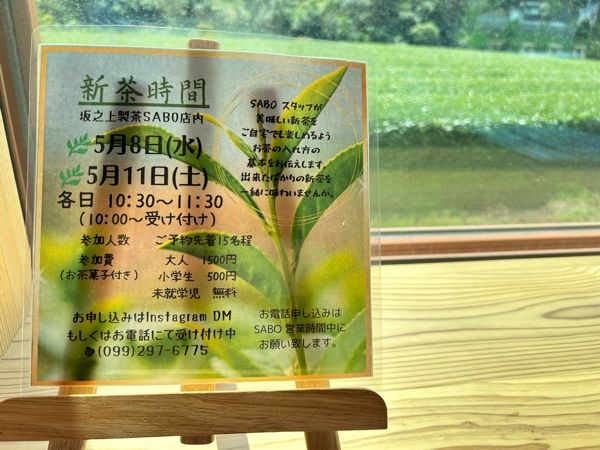 新茶時間
坂之上製茶SABO店内
5月8日(水)
5月11日(土)
各日 10:30～11:30
(10:00～受け付け)
SABO スタッフが
美味しい新茶を
ご自宅でも楽しめるよう
お茶の入れ方の
基本をお伝えします。
出来たばかりの新茶を
一緒に味わいませんか。
参加人数 ご予約先着15名程
参加費 大人 1500円
(お茶菓子付き) 小学生 500円
未就学児 無料
お申し込みはInstagram DM
もしくはお電話にて受け付け中
(099)297-6775
お電話申し込みは
SABO 営業時間中に
お願い致します。